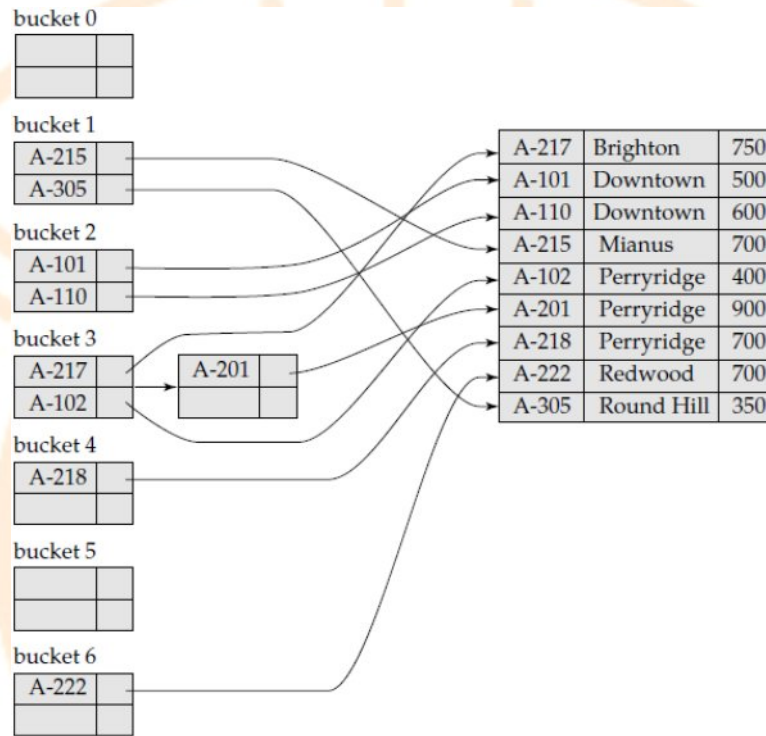 bucket 0
bucket 1
A-215
A-305
bucket 2
A-101
A-110
bucket 3
A-217
A-102
A-201
bucket 4
A-218
bucket 5
bucket 6
A-222
A-217 Brighton 750
A-101 Downtown 500
A-110 Downtown 600
A-215 Mianus 700
A-102 Perryridge 400
A-201 Perryridge 900
A-218 Perryridge 700
A-222 Redwood 700
A-305 Round Hill 350